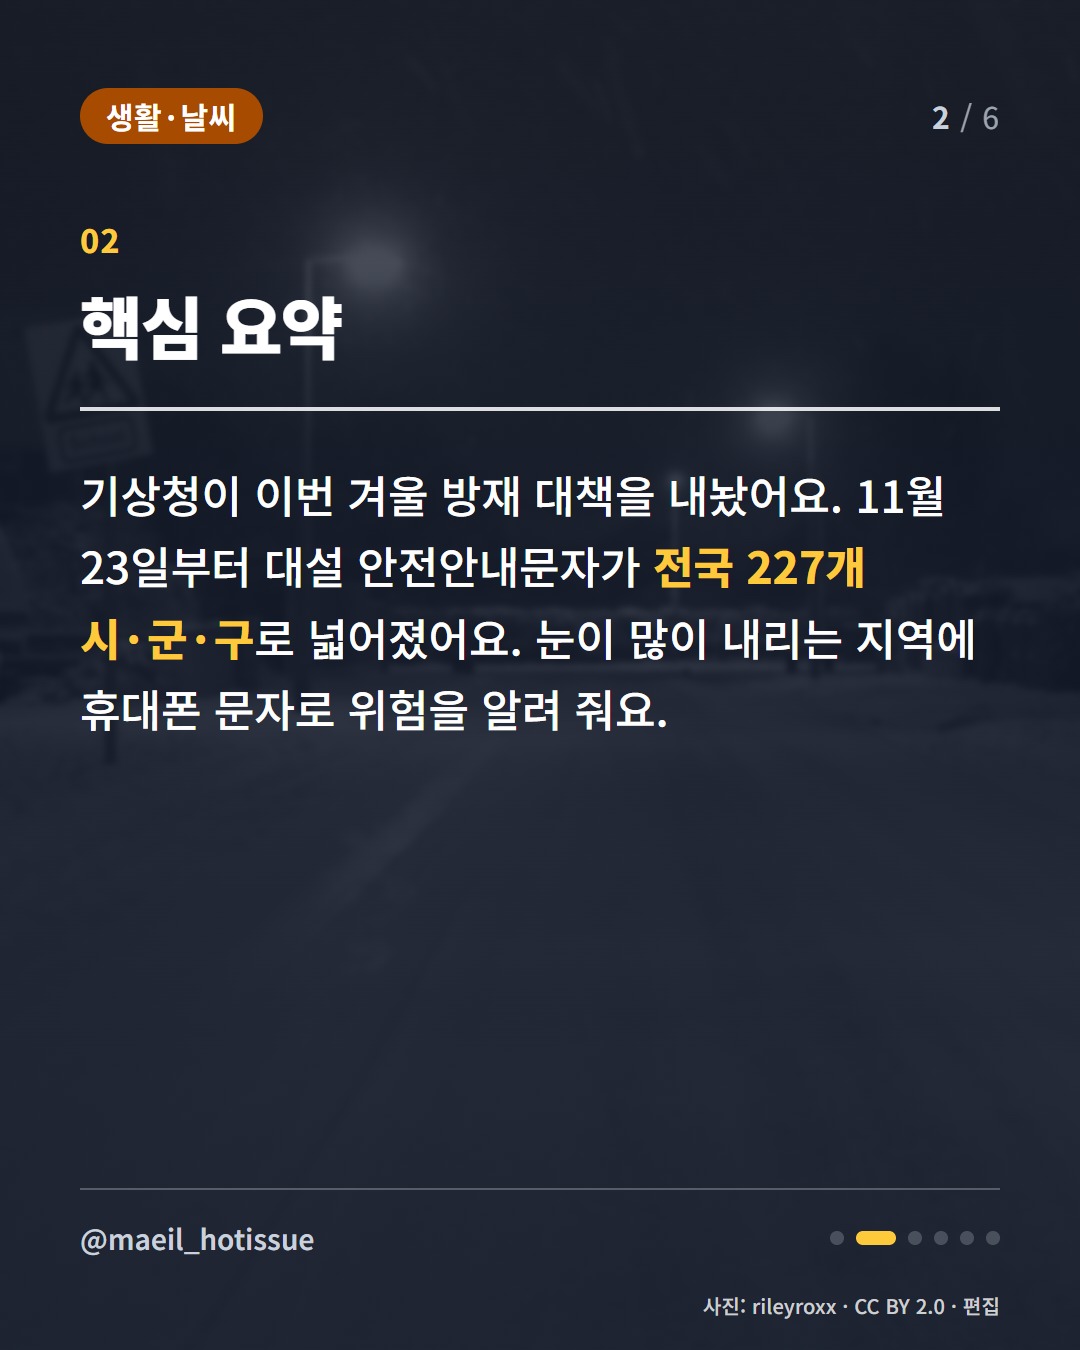 생활·날씨
2 / 6
02
핵심 요약
기상청이 이번 겨울 방재 대책을 내놨어요. 11월
23일부터 대설 안전안내문자가 전국 227개
시·군·구로 넓어졌어요. 눈이 많이 내리는 지역에
휴대폰 문자로 위험을 알려 줘요.
@maeil_hotissue
사진: rileyroxx · CC BY 2.0 · 편집